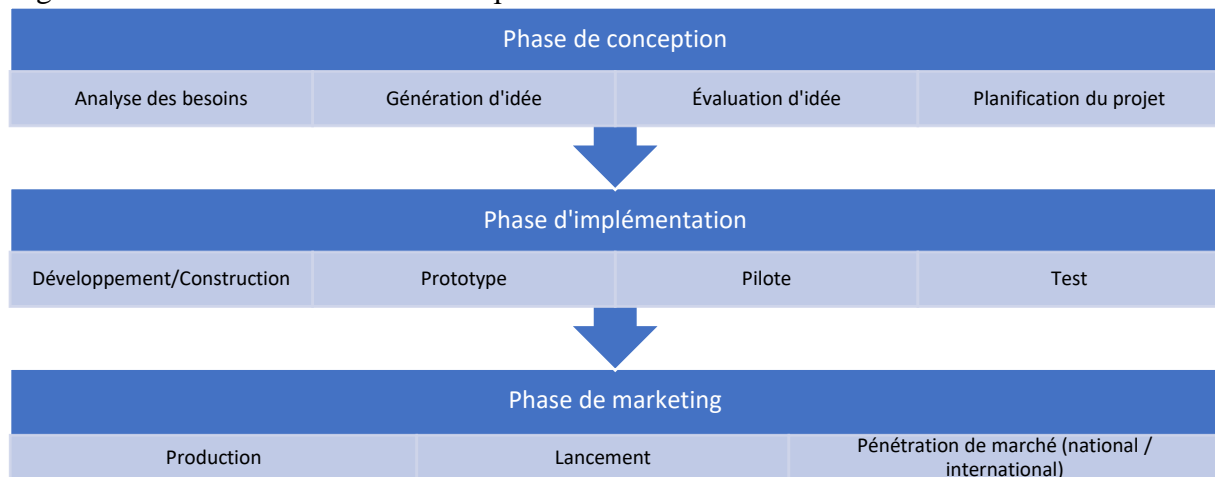 Phase de conception
Analyse des besoins
Génération d'idée
Évaluation d'idée
Planification du projet
Phase d'implémentation
Développement/Construction
Prototype
Pilote
Test
Phase de marketing
Production
Lancement
Pénétration de marché (national /
international)